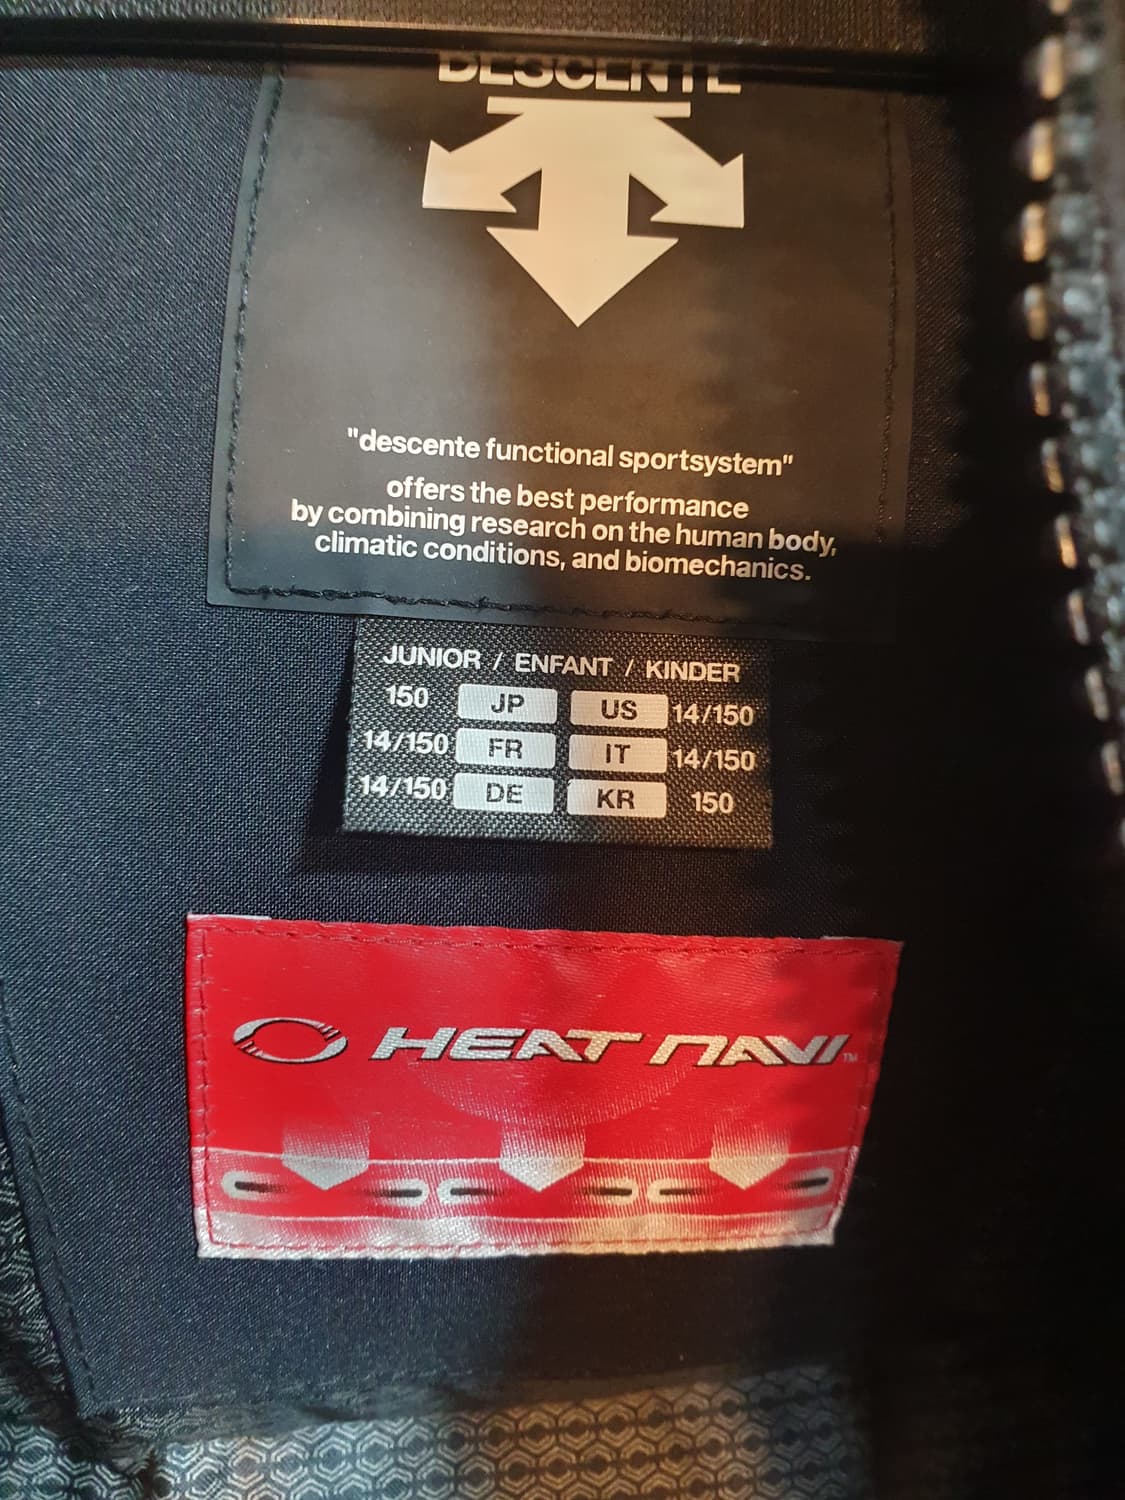 DESCENTE
"descente functional sportsystem"
offers the best performance
by combining research on the human body,
climatic conditions, and biomechanics.
JUNIOR / ENFANT / KINDER
150 JP US 14/150
14/150 FR IT 14/150
14/150 DE KR 150
HEAT NAVI™